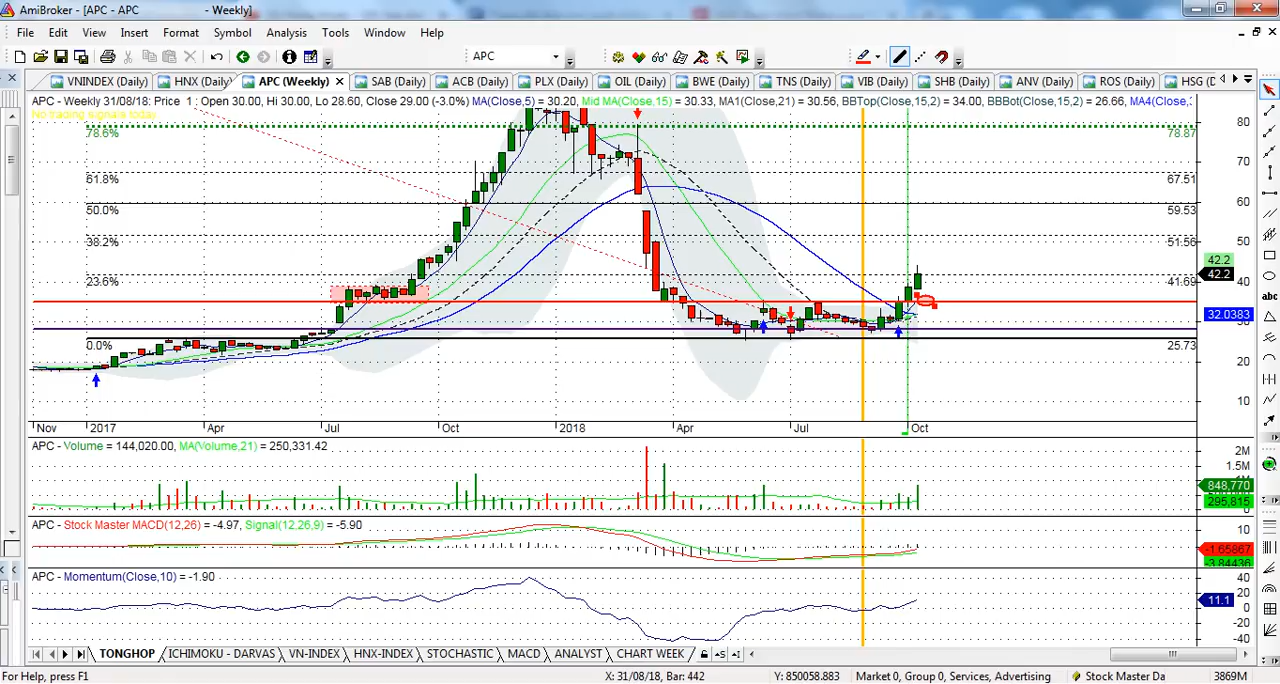 AmiBroker - [APC - APC - Weekly]
File Edit View Insert Format Symbol Analysis Tools Window Help
APC
VNINDEX (Daily) HNX (Daily) APC (Weekly) SAB (Daily) ACB (Daily) PLX (Daily) OIL (Daily) BWE (Daily) TNS (Daily) VIB (Daily) SHB (Daily) ANV (Daily) ROS (Daily) HSG (D
APC - Weekly 31/08/18: Price 1 : Open 30.00, Hi 30.00, Lo 28.60, Close 29.00 (-3.0%) MA(Close,5) = 30.20, Mid MA(Close,15) = 30.33, MA1(Close,21) = 30.56, BBTop(Close,15,2) = 34.00, BBBot(Close,15,2) = 26.66, MA4(Close,:
No trading signals today
80
78.6% 78.87
70
61.8% 67.51
60
50.0% 59.53
50
38.2% 51.56
42.2
42.2
23.6% 41.69
32.0383
30
0.0% 25.73
20
10
abc
Nov 2017 Apr Jul Oct 2018 Apr Jul Oct
APC - Volume = 144,020.00, MA(Volume,21) = 250,331.42
2M
1.5M
848,770
295,815
0
APC - Stock Master MACD(12,26) = -4.97, Signal(12,26,9) = -5.90
10
-1.65867
-3.84436
APC - Momentum(Close,10) = -1.90
40
20
11.1
0
-20
-40
TONGHOP ICHIMOKU - DARVAS VN-INDEX HNX-INDEX STOCHASTIC MACD ANALYST CHART WEEK
For Help, press F1 X: 31/08/18, Bar: 442 Y: 850058.883 Market 0, Group 0, Services, Advertising Stock Master Da 3869M